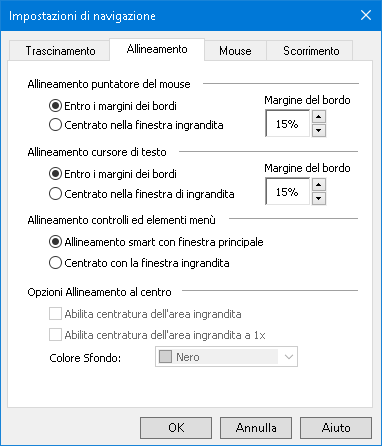 Impostazioni di navigazione
Trascinamento Allineamento Mouse Scorrimento
Allineamento puntatore del mouse
Entro i margini dei bordi Margine del bordo
Centrato nella finestra ingrandita 15%
Allineamento cursore di testo
Entro i margini dei bordi Margine del bordo
Centrato nella finestra di ingrandita 15%
Allineamento controlli ed elementi menù
Allineamento smart con finestra principale
Centrato con la finestra ingrandita
Opzioni Allineamento al centro
Abilita centratura dell'area ingrandita
Abilita centratura dell'area ingrandita a 1x
Colore Sfondo: Nero
OK Annulla Aiuto